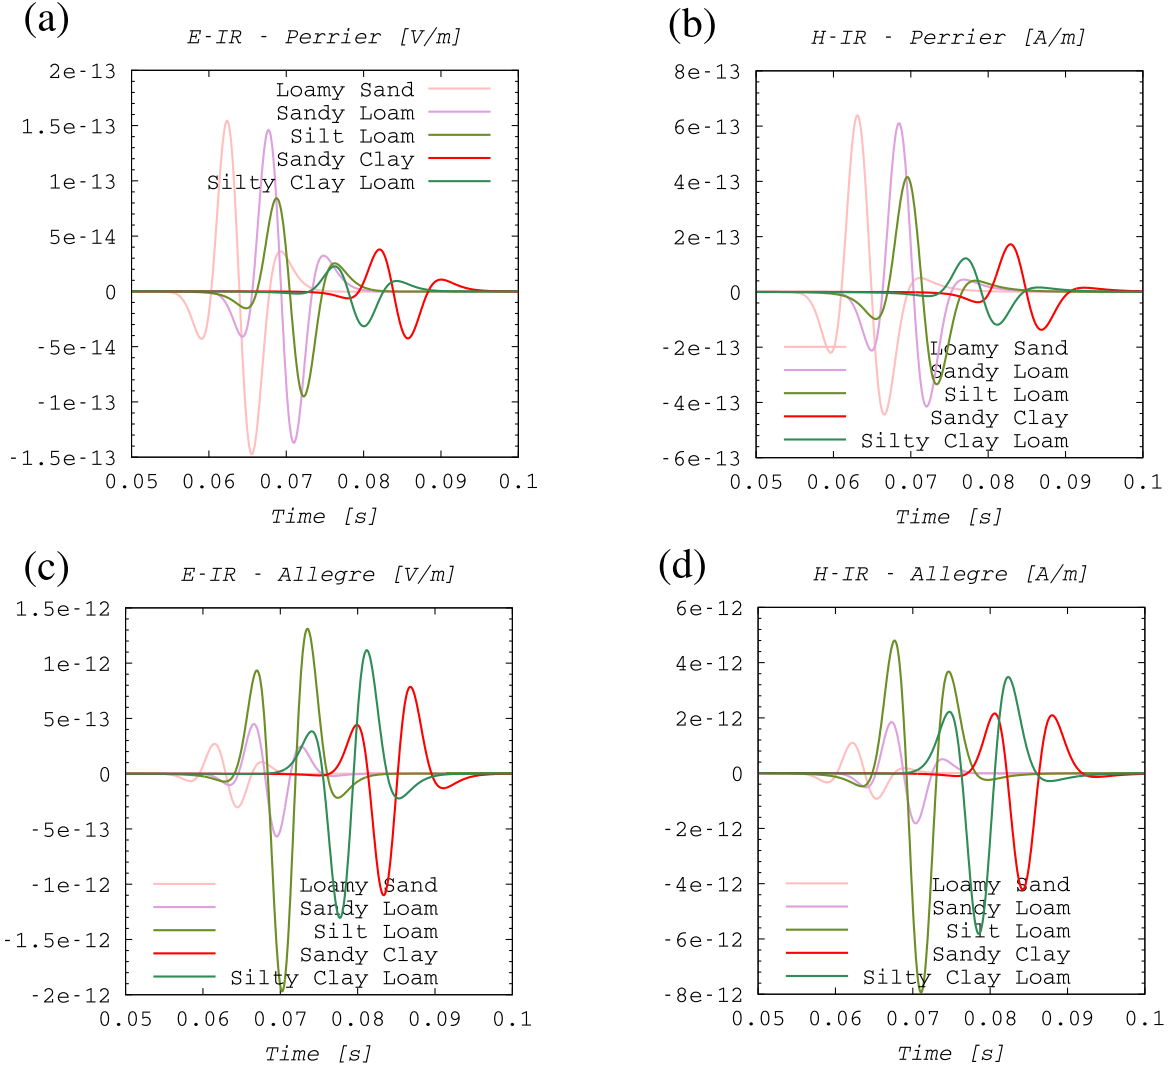 (a)
E-IR - Perrier [V/m]
2e-13
1.5e-13
1e-13
5e-14
0
-5e-14
-1e-13
-1.5e-13
Loamy Sand
Sandy Loam
Silt Loam
Sandy Clay
Silty Clay Loam
0.05 0.06 0.07 0.08 0.09 0.1
Time [s]
(b)
H-IR - Perrier [A/m]
8e-13
6e-13
4e-13
2e-13
0
-2e-13
-4e-13
-6e-13
Loamy Sand
Sandy Loam
Silt Loam
Sandy Clay
Silty Clay Loam
0.05 0.06 0.07 0.08 0.09 0.1
Time [s]
(c)
E-IR - Allegre [V/m]
1.5e-12
1e-12
5e-13
0
-5e-13
-1e-12
-1.5e-12
-2e-12
Loamy Sand
Sandy Loam
Silt Loam
Sandy Clay
Silty Clay Loam
0.05 0.06 0.07 0.08 0.09 0.1
Time [s]
(d)
H-IR - Allegre [A/m]
6e-12
4e-12
2e-12
0
-2e-12
-4e-12
-6e-12
-8e-12
Loamy Sand
Sandy Loam
Silt Loam
Sandy Clay
Silty Clay Loam
0.05 0.06 0.07 0.08 0.09 0.1
Time [s]